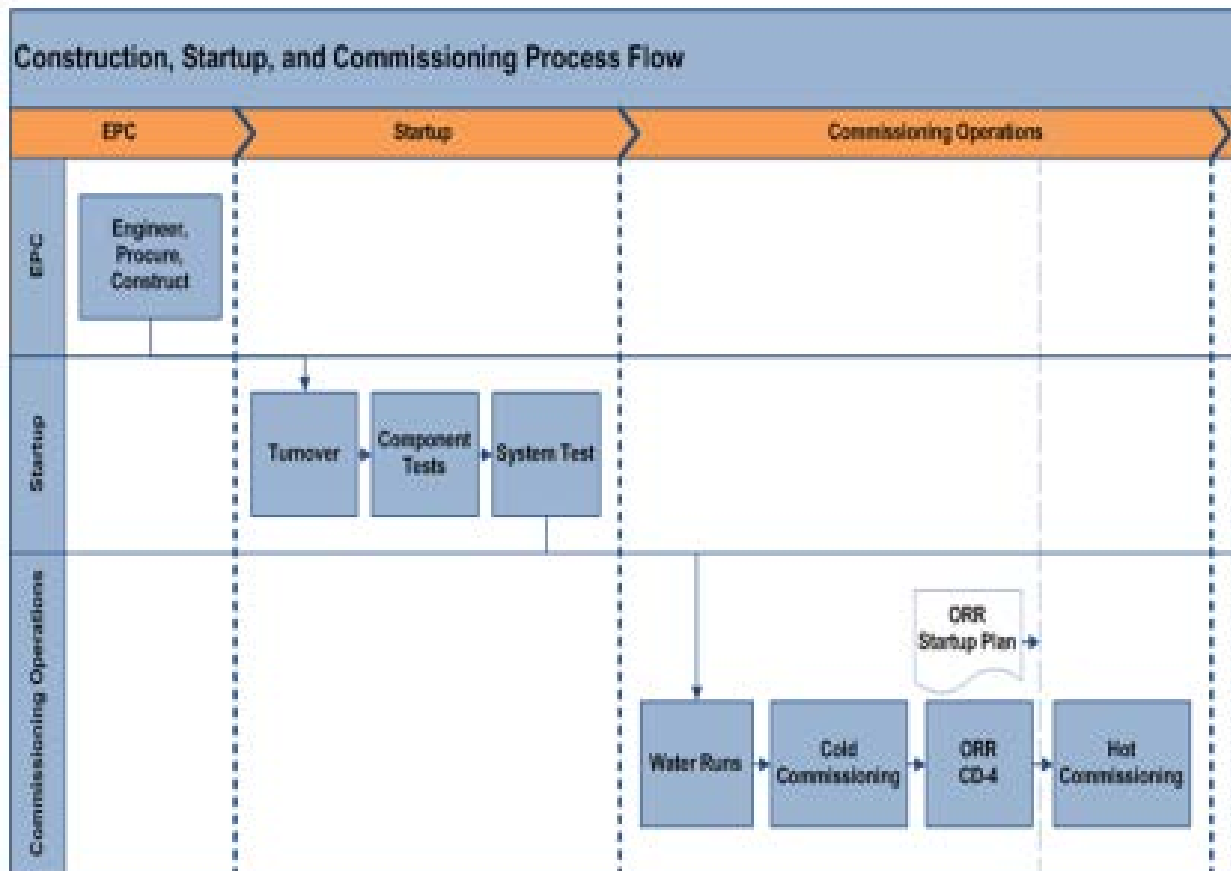 Construction, Startup, and Commissioning Process Flow
EPC
Startup
Commissioning Operations
EPC
Engineer,
Procure,
Construct
Startup
Turnover
Component
Tests
System Test
Commissioning Operations
ORR
Startup Plan
Water Runs
Cold
Commissioning
ORR
CD-4
Hot
Commissioning